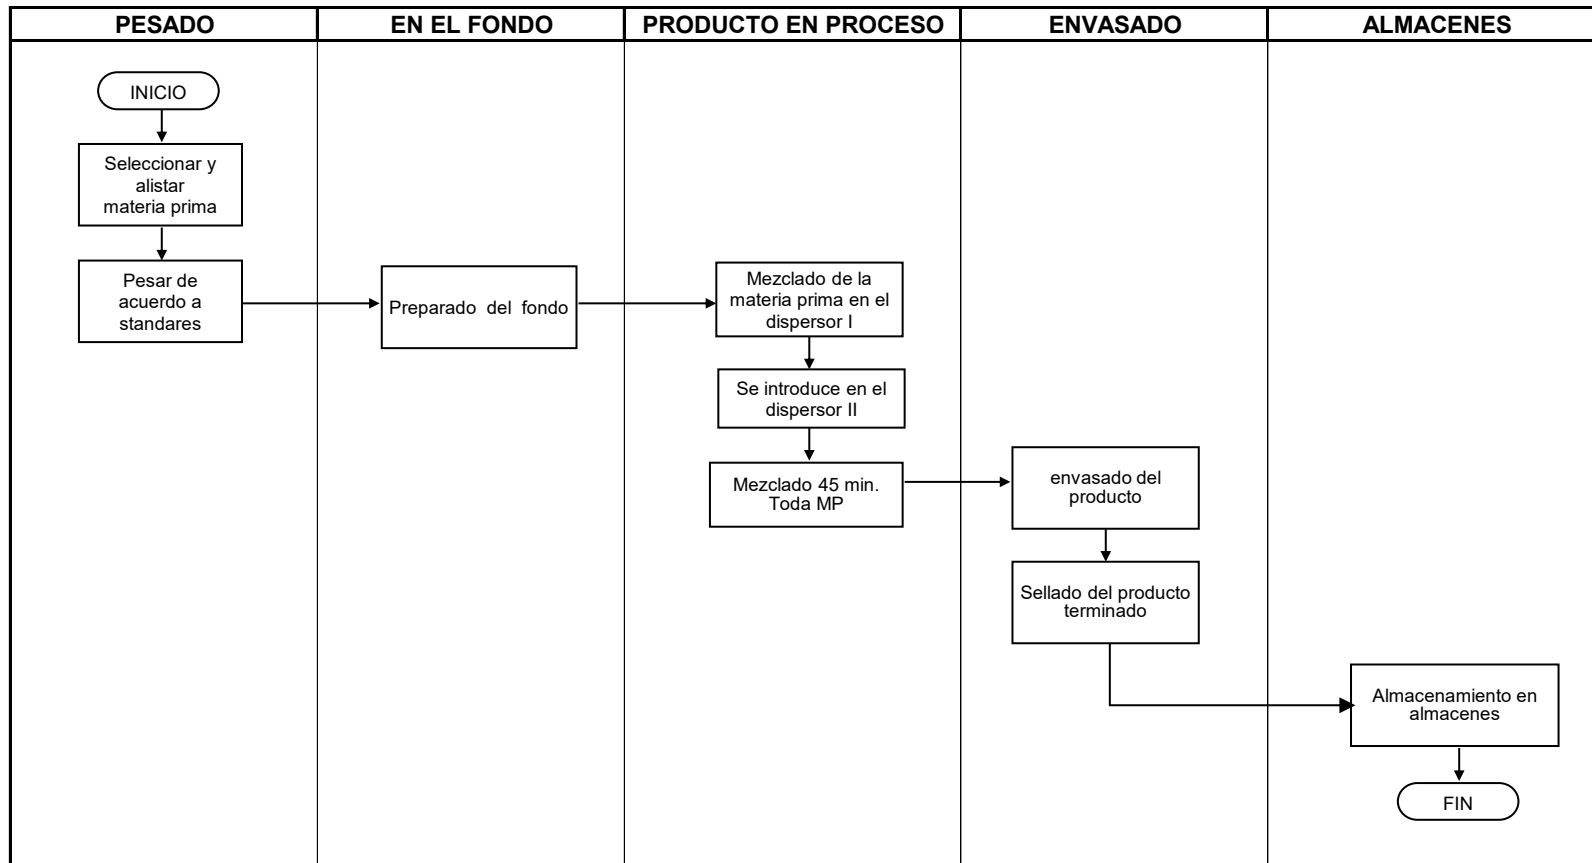 PESADO
EN EL FONDO
PRODUCTO EN PROCESO
ENVASADO
ALMACENES
INICIO
Seleccionar y
alistar
materia prima
Pesar de
acuerdo a
standares
Preparado del fondo
Mezclado de la
materia prima en el
dispersor I
Se introduce en el
dispersor II
Mezclado 45 min.
Toda MP
envasado del
producto
Sellado del producto
terminado
Almacenamiento en
almacenes
FIN